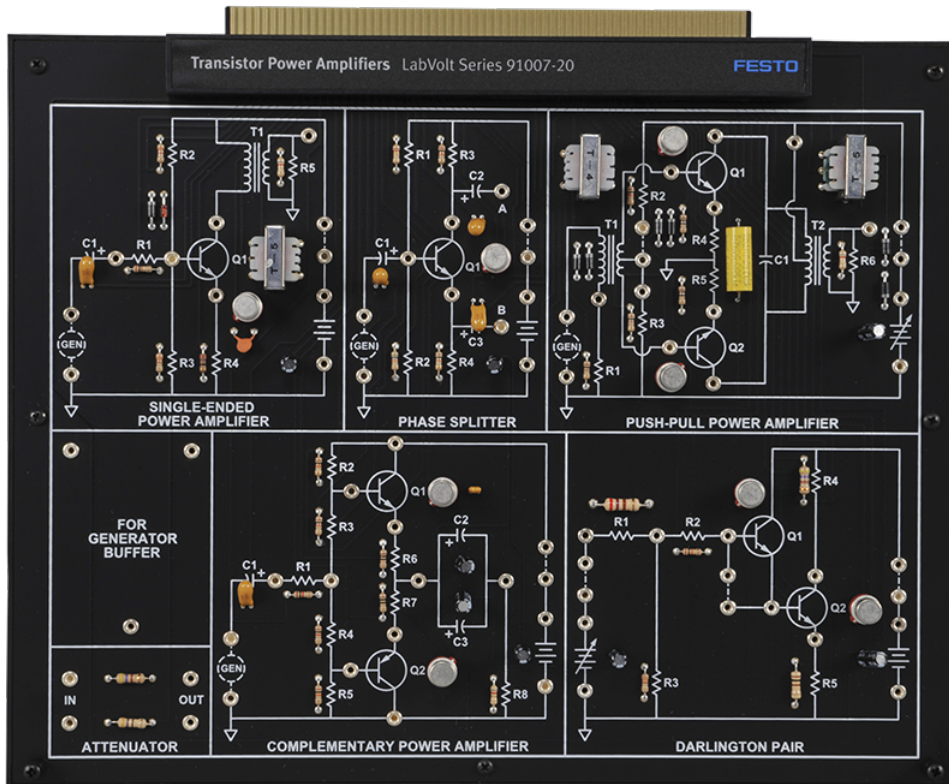 Transistor Power Amplifiers LabVolt Series 91007-20
FESTO
R2
T1
R5
C1
+
R1
Q1
T-5
GEN
R3
R4
SINGLE-ENDED
POWER AMPLIFIER
R1
R3
C2
+
A
C1
+
Q1
B
+
C3
GEN
R2
R4
PHASE SPLITTER
T-4
Q1
R2
T1
R4
C1
T2
R6
R5
R3
GEN
Q2
R1
PUSH-PULL POWER AMPLIFIER
FOR
GENERATOR
BUFFER
IN
OUT
ATTENUATOR
R2
Q1
R3
C2
+
R6
C1
+
R1
R7
R4
+
C3
GEN
Q2
R5
R8
COMPLEMENTARY POWER AMPLIFIER
R4
R1
R2
Q1
Q2
R3
R5
DARLINGTON PAIR